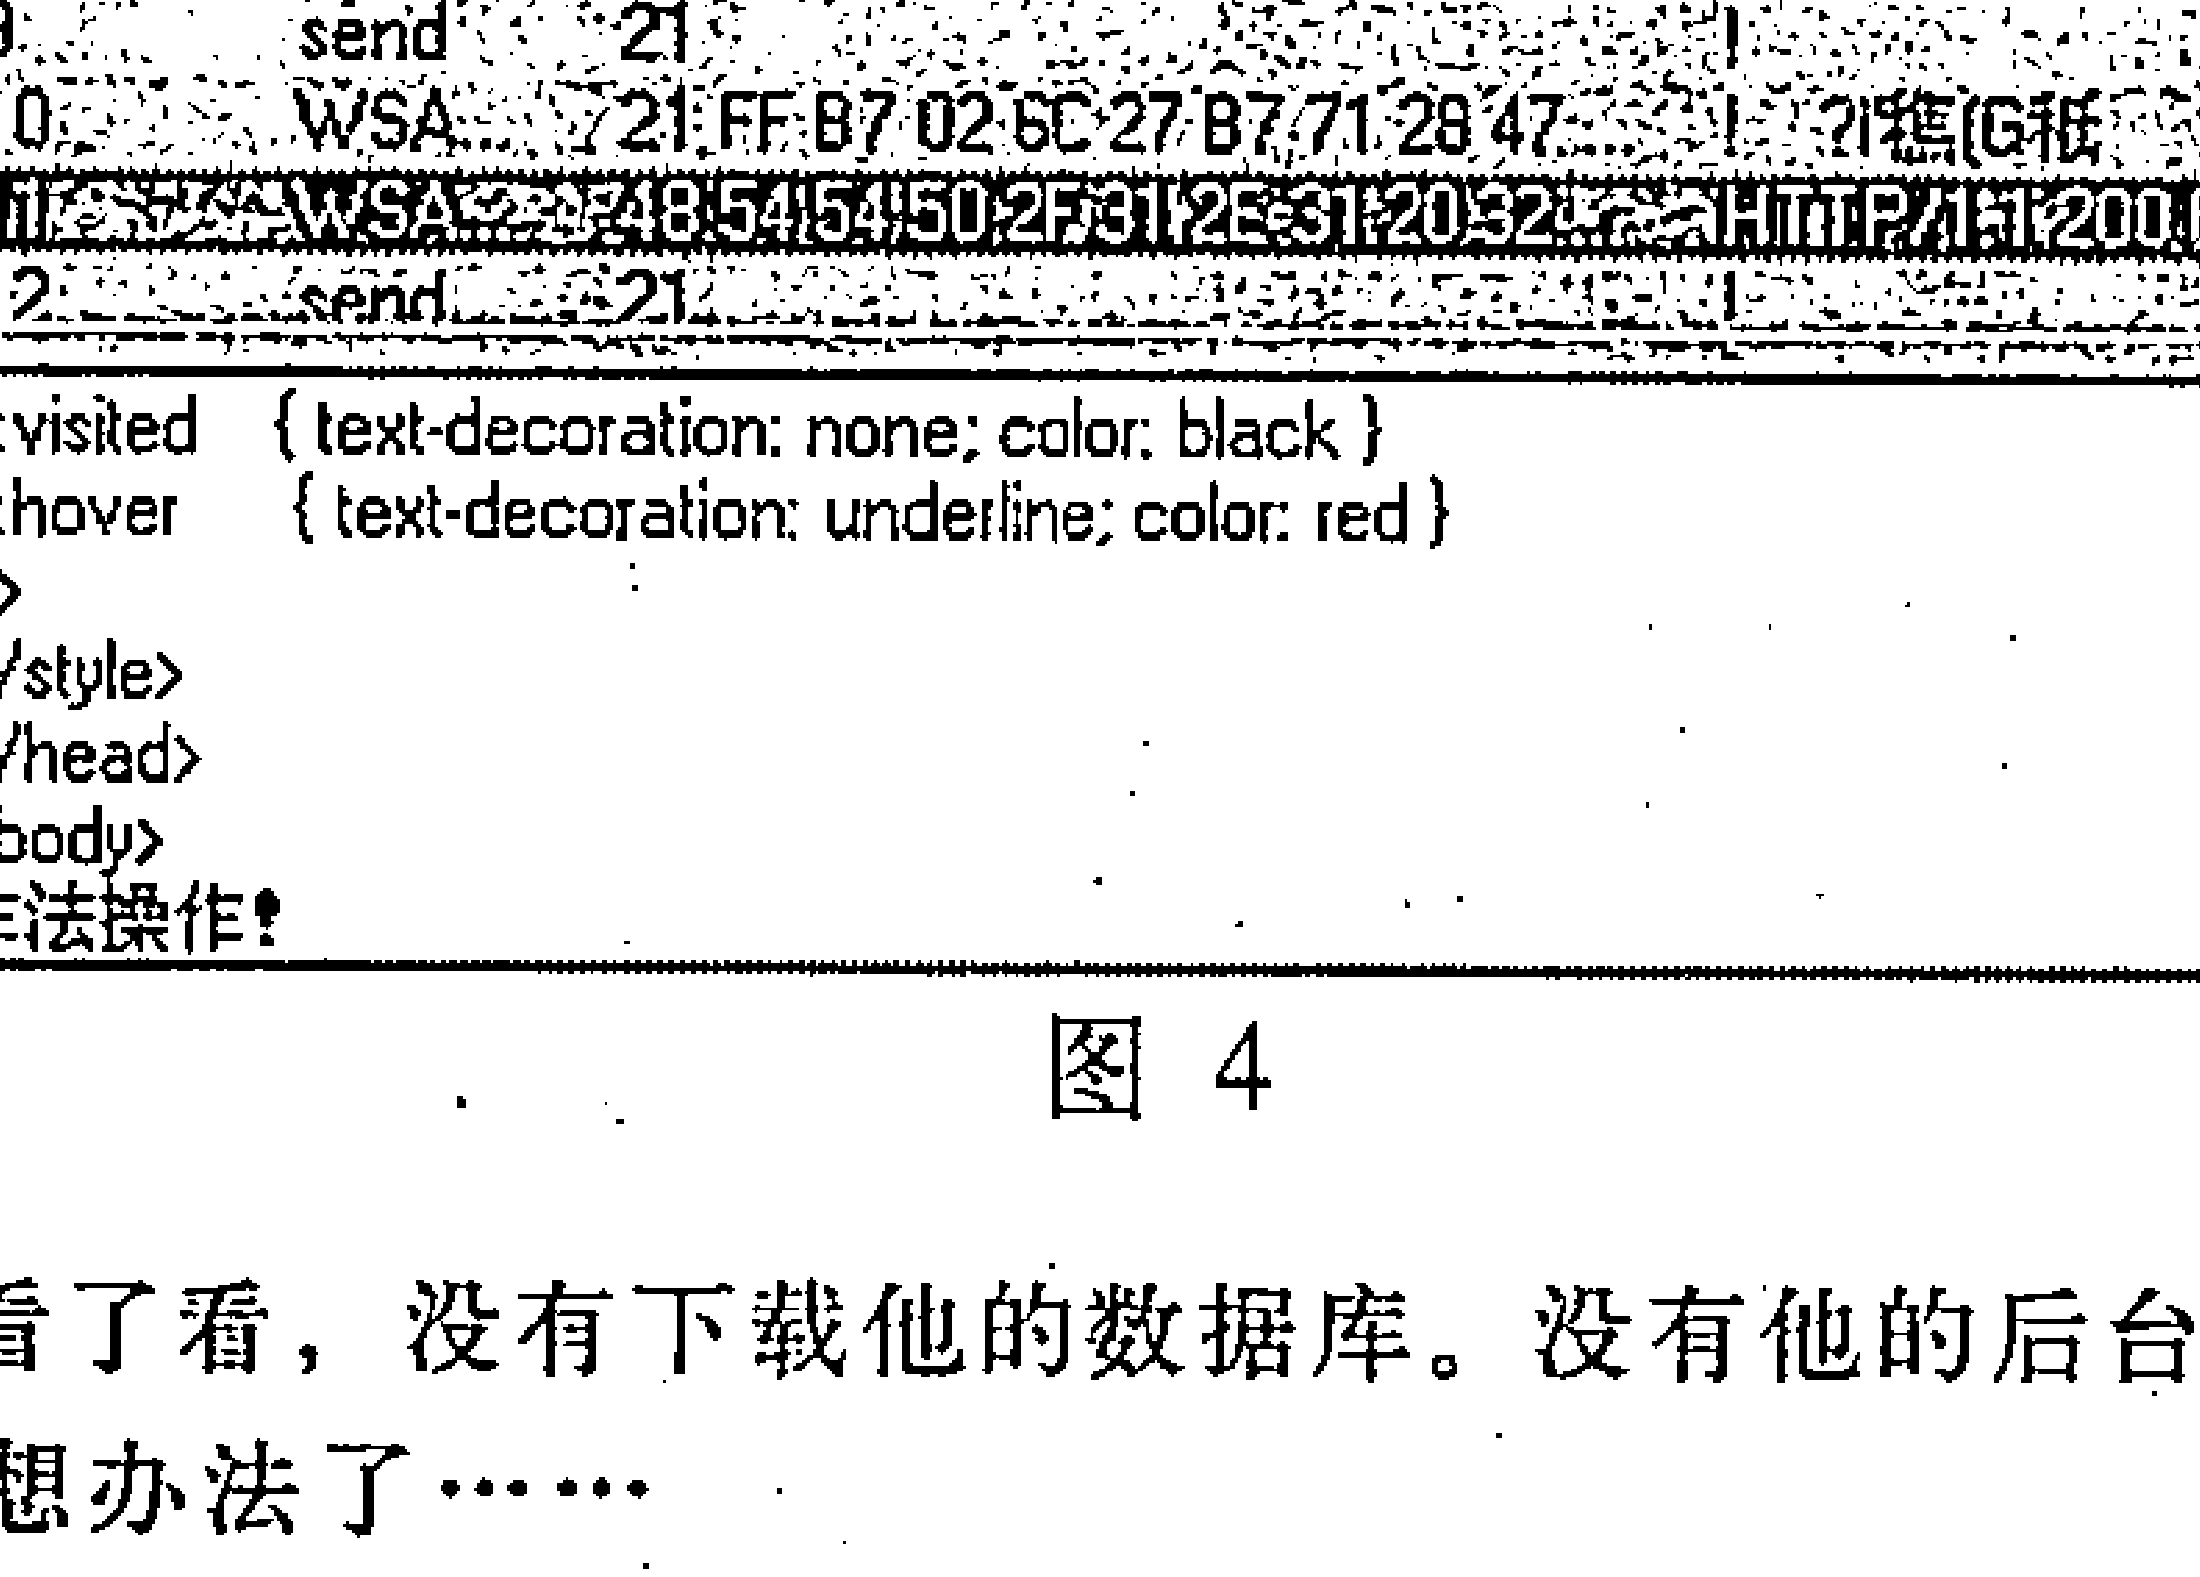 send 21 !
0 WSA... 21 FF B7 02 6C 27 B7 71 28 47... !
1 WSA... 48 54 54 50 2F 31 2E 31 20 32... HTTP/1.1 200
2 send 21 !
:visited { text-decoration: none; color: black }
:hover { text-decoration: underline; color: red }
>
/style>
/head>
body>
法操作!
图 4
看了看，没有下载他的数据库。没有他的后台
想办法了……